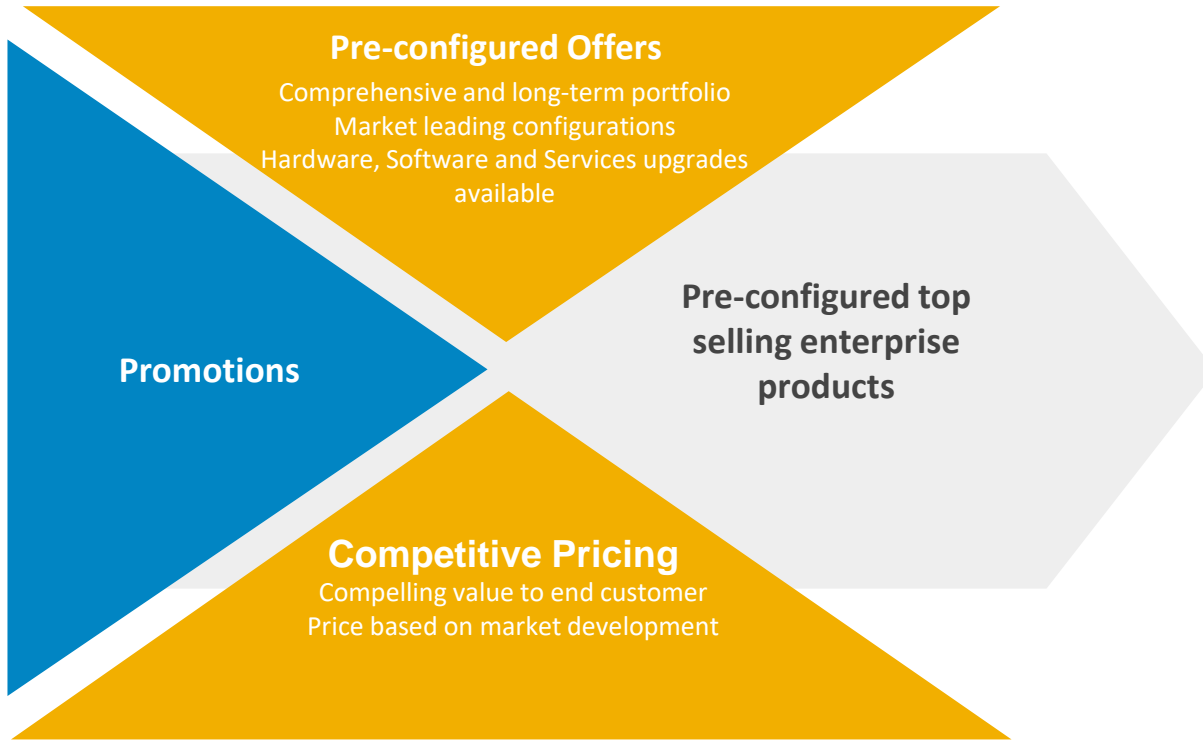 Pre-configured Offers
Comprehensive and long-term portfolio
Market leading configurations
Hardware, Software and Services upgrades
available
Promotions
Pre-configured top
selling enterprise
products
Competitive Pricing
Compelling value to end customer
Price based on market development